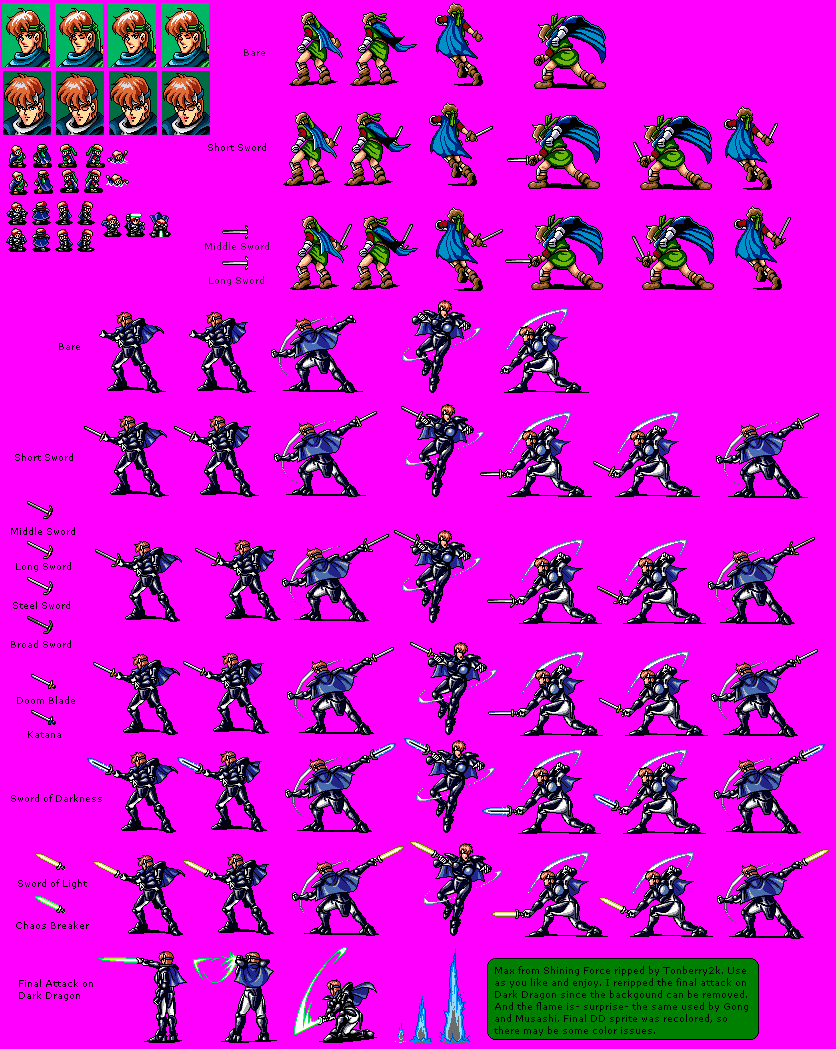 Bare
Short Sword
Middle Sword
Long Sword
Bare
Short Sword
Middle Sword
Long Sword
Steel Sword
Broad Sword
Doom Blade
Katana
Sword of Darkness
Sword of Light
Chaos Breaker
Final Attack on
Dark Dragon
Max from Shining Force ripped by Tonberry2k. Use
as you like and enjoy. I reripped the final attack on
Dark Dragon since the backgound can be removed.
And the flame is- surprise- the same used by Gong
and Musashi. Final DD sprite was recolored, so
there may be some color issues.